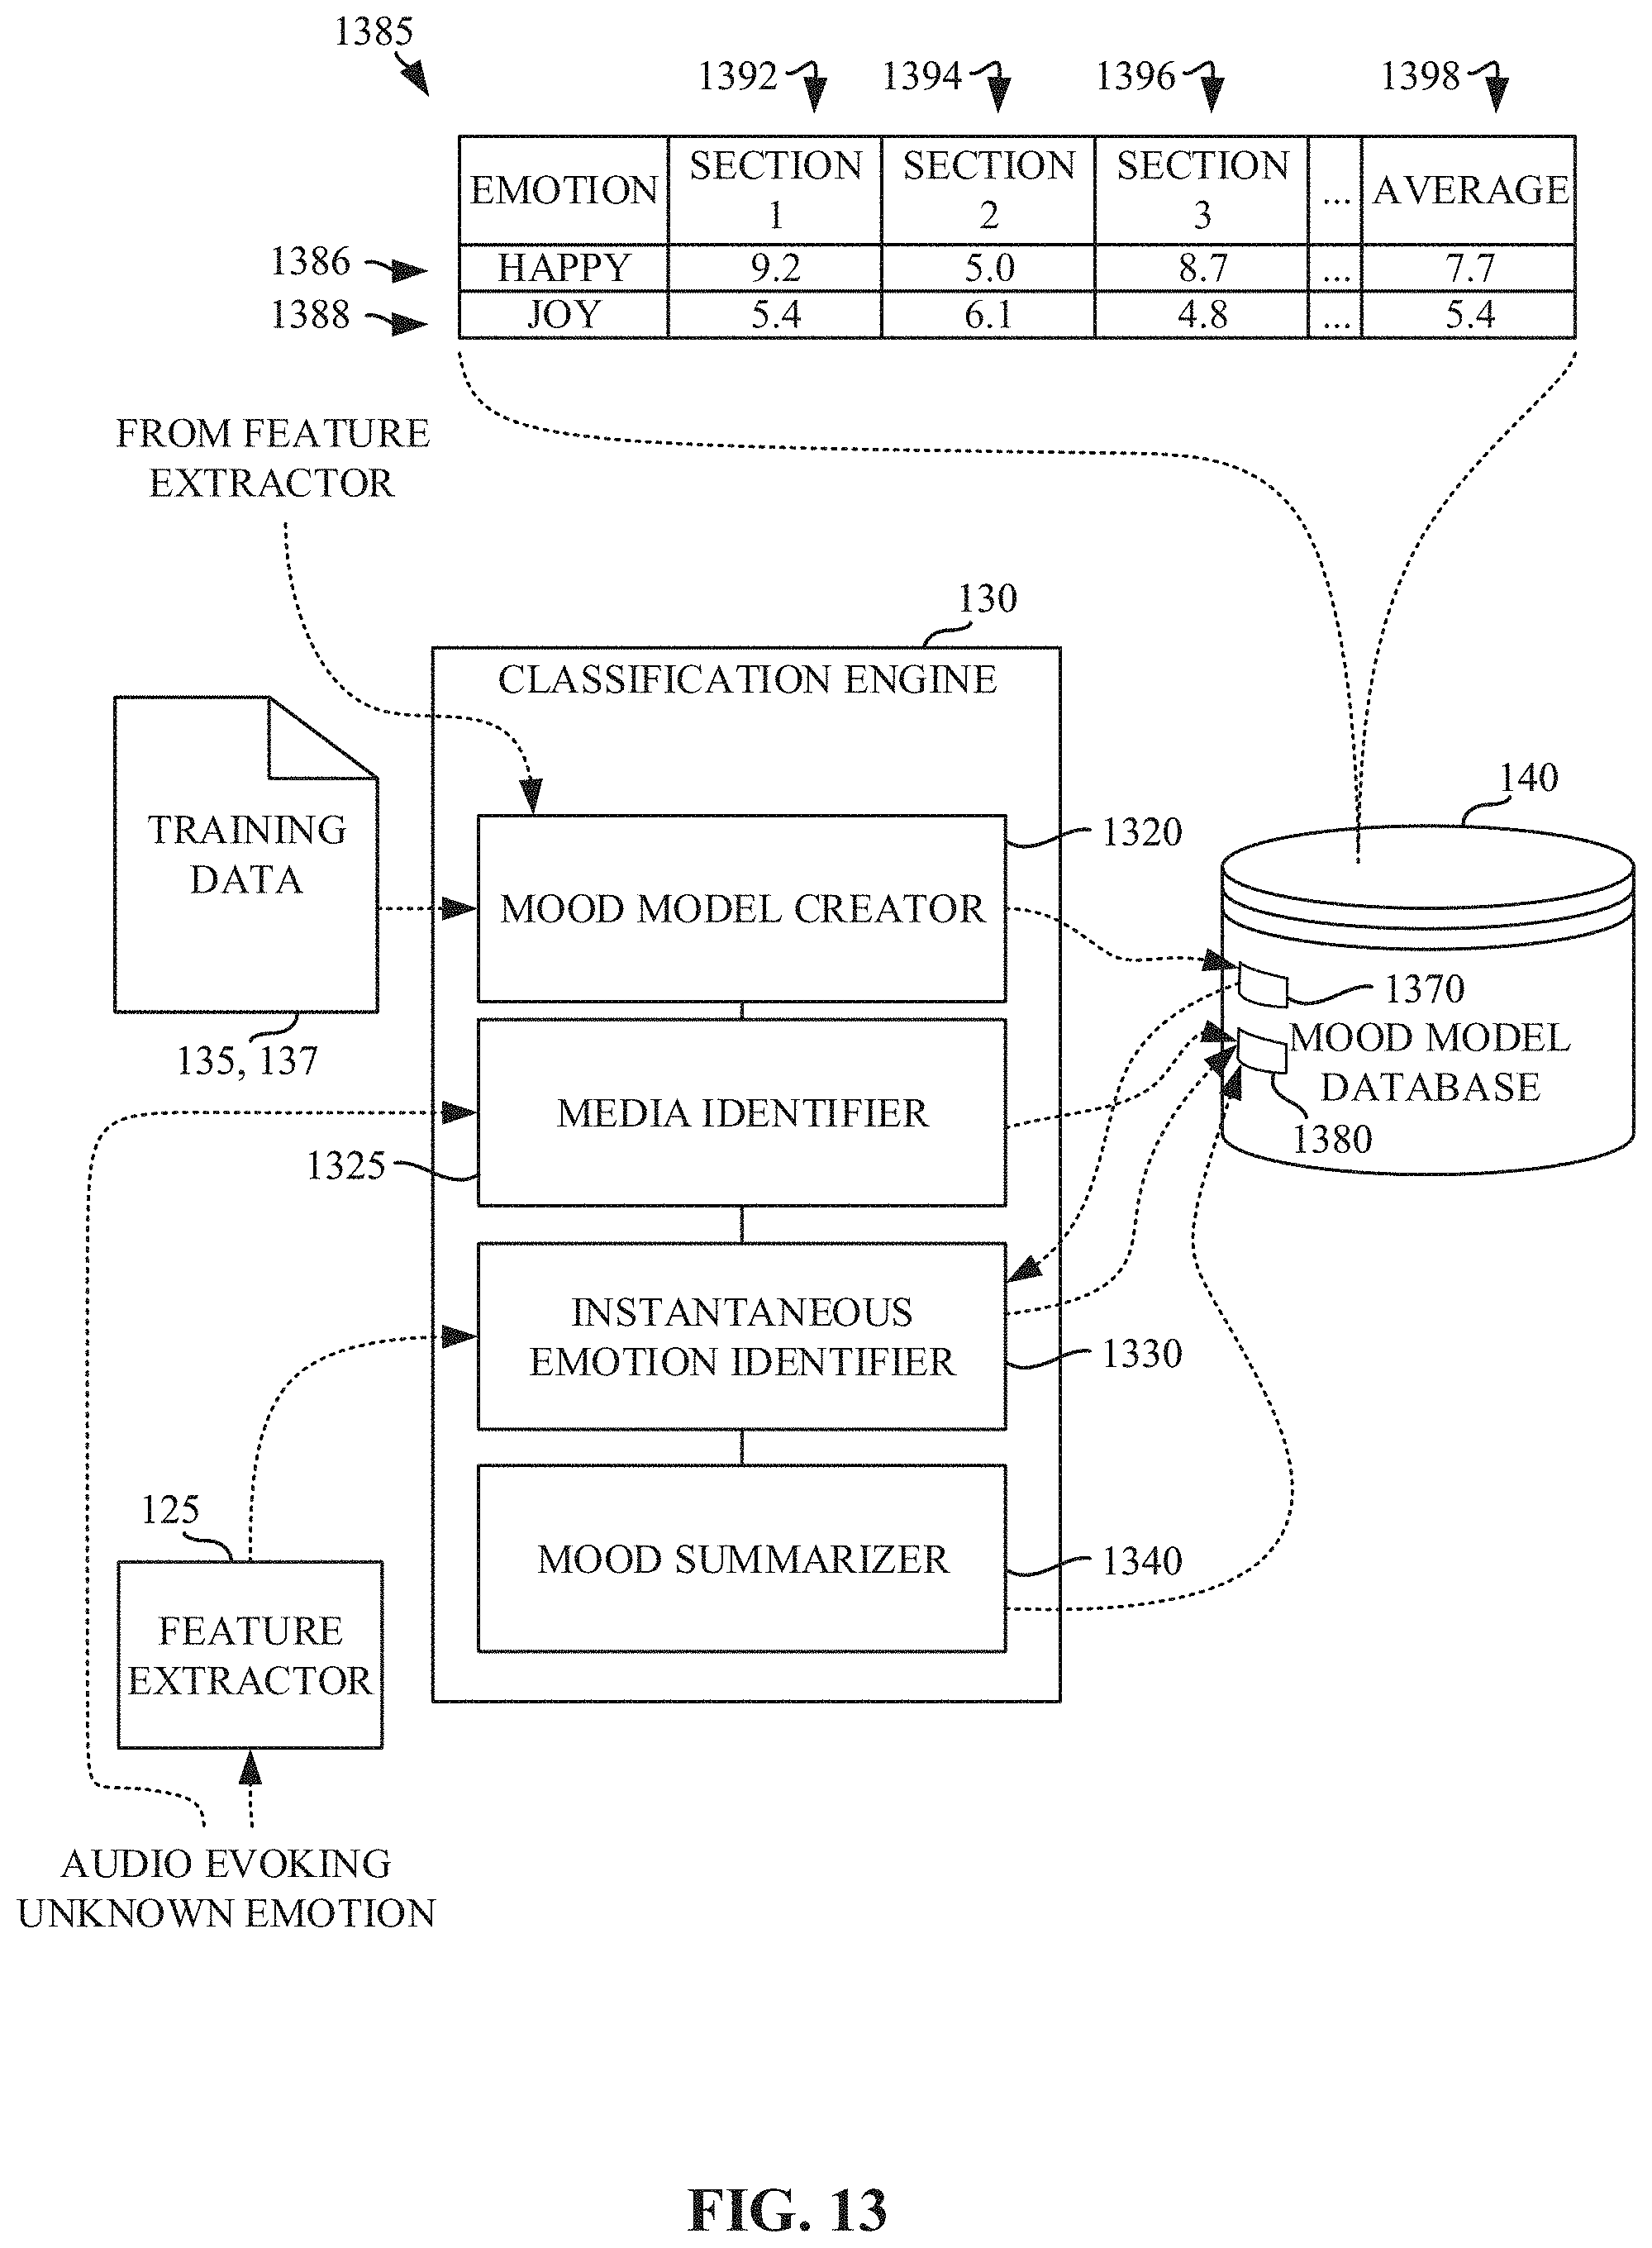 1385
1392 1394 1396 1398
EMOTION SECTION 1 SECTION 2 SECTION 3 ... AVERAGE
1386 HAPPY 9.2 5.0 8.7 ... 7.7
1388 JOY 5.4 6.1 4.8 ... 5.4
FROM FEATURE
EXTRACTOR
130
CLASSIFICATION ENGINE
TRAINING
DATA
135, 137
MOOD MODEL CREATOR
1320
140
1370
MOOD MODEL
DATABASE
1380
MEDIA IDENTIFIER
1325
INSTANTANEOUS
EMOTION IDENTIFIER
1330
125
FEATURE
EXTRACTOR
MOOD SUMMARIZER
1340
AUDIO EVOKING
UNKNOWN EMOTION
FIG. 13